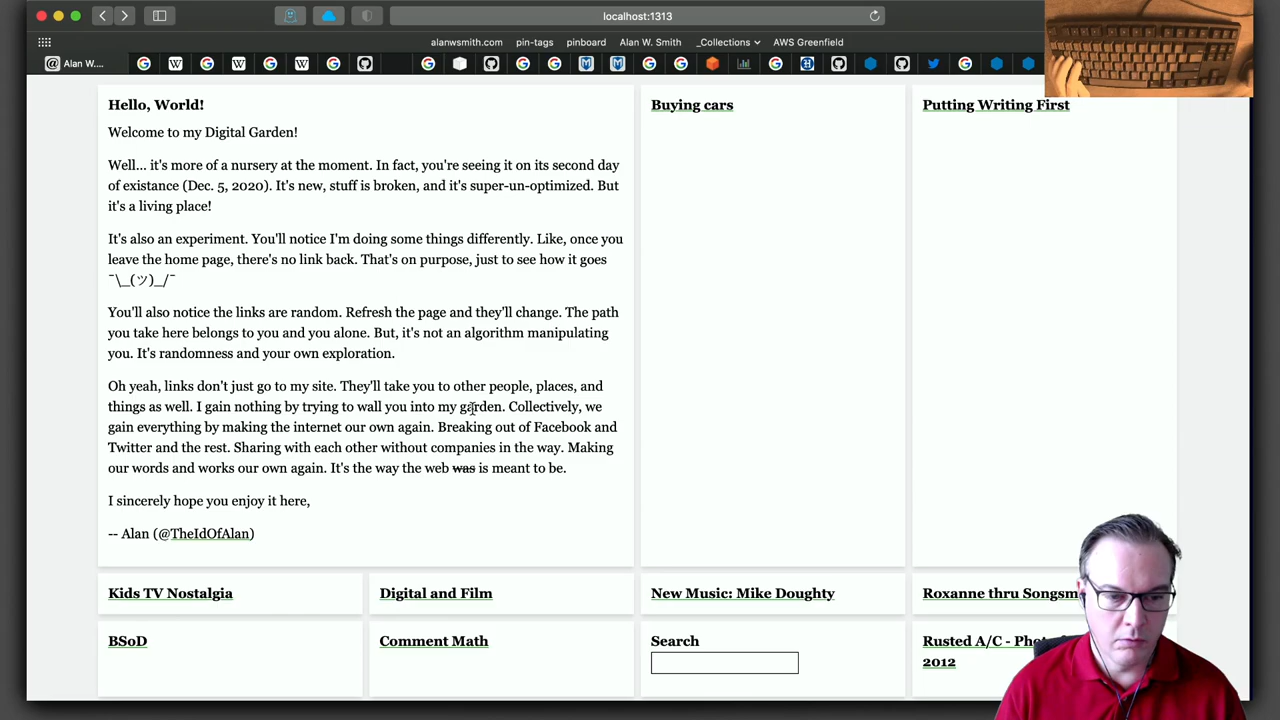 localhost:1313
alanwsmith.com pin-tags pinboard Alan W. Smith _Collections AWS Greenfield
Alan W....
Hello, World!
Welcome to my Digital Garden!
Well... it's more of a nursery at the moment. In fact, you're seeing it on its second day
of existance (Dec. 5, 2020). It's new, stuff is broken, and it's super-un-optimized. But
it's a living place!
It's also an experiment. You'll notice I'm doing some things differently. Like, once you
leave the home page, there's no link back. That's on purpose, just to see how it goes
¯\_(ツ)_/¯
You'll also notice the links are random. Refresh the page and they'll change. The path
you take here belongs to you and you alone. But, it's not an algorithm manipulating
you. It's randomness and your own exploration.
Oh yeah, links don't just go to my site. They'll take you to other people, places, and
things as well. I gain nothing by trying to wall you into my garden. Collectively, we
gain everything by making the internet our own again. Breaking out of Facebook and
Twitter and the rest. Sharing with each other without companies in the way. Making
our words and works our own again. It's the way the web was is meant to be.
I sincerely hope you enjoy it here,
-- Alan (@TheIdOfAlan)
Buying cars
Putting Writing First
Kids TV Nostalgia
Digital and Film
New Music: Mike Doughty
Roxanne thru
BSoD
Comment Math
Search
Rusted A/C -
2012